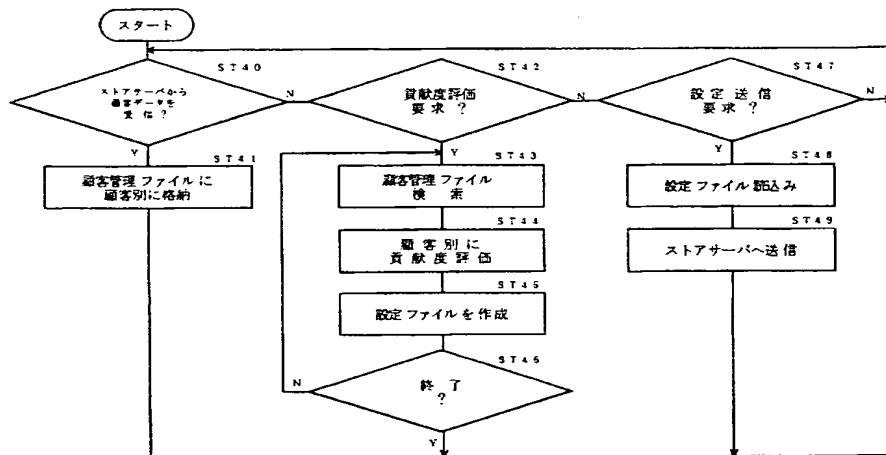 スタート
ST40
ストアサーバから
顧客データを
受信?
N
Y
ST41
顧客管理ファイルに
顧客別に格納
ST42
貢献度評価
要求?
N
Y
ST43
顧客管理ファイル
検索
ST44
顧客別に
貢献度評価
ST45
設定ファイルを作成
ST46
終了
?
N
Y
ST47
設定送信
要求?
N
Y
ST48
設定ファイル読込み
ST49
ストアサーバへ送信